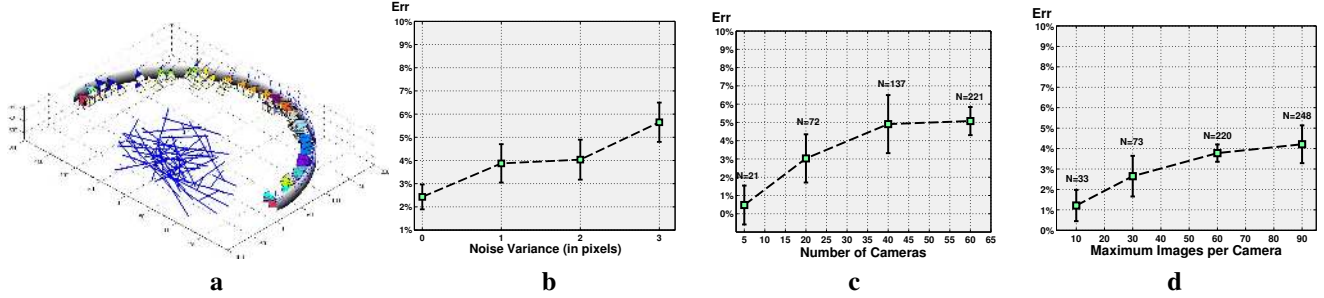 Err
10%
9%
8%
7%
6%
5%
4%
3%
2%
1%
0 1 2 3
Noise Variance (in pixels)
b
Err
10%
9%
8%
7%
6%
5%
4%
3%
2%
1%
0%
N=21
N=72
N=137
N=221
5 10 15 20 25 30 35 40 45 50 55 60 65
Number of Cameras
c
Err
10%
9%
8%
7%
6%
5%
4%
3%
2%
1%
0%
N=33
N=73
N=220
N=248
10 20 30 40 50 60 70 80 90
Maximum Images per Camera
d
a